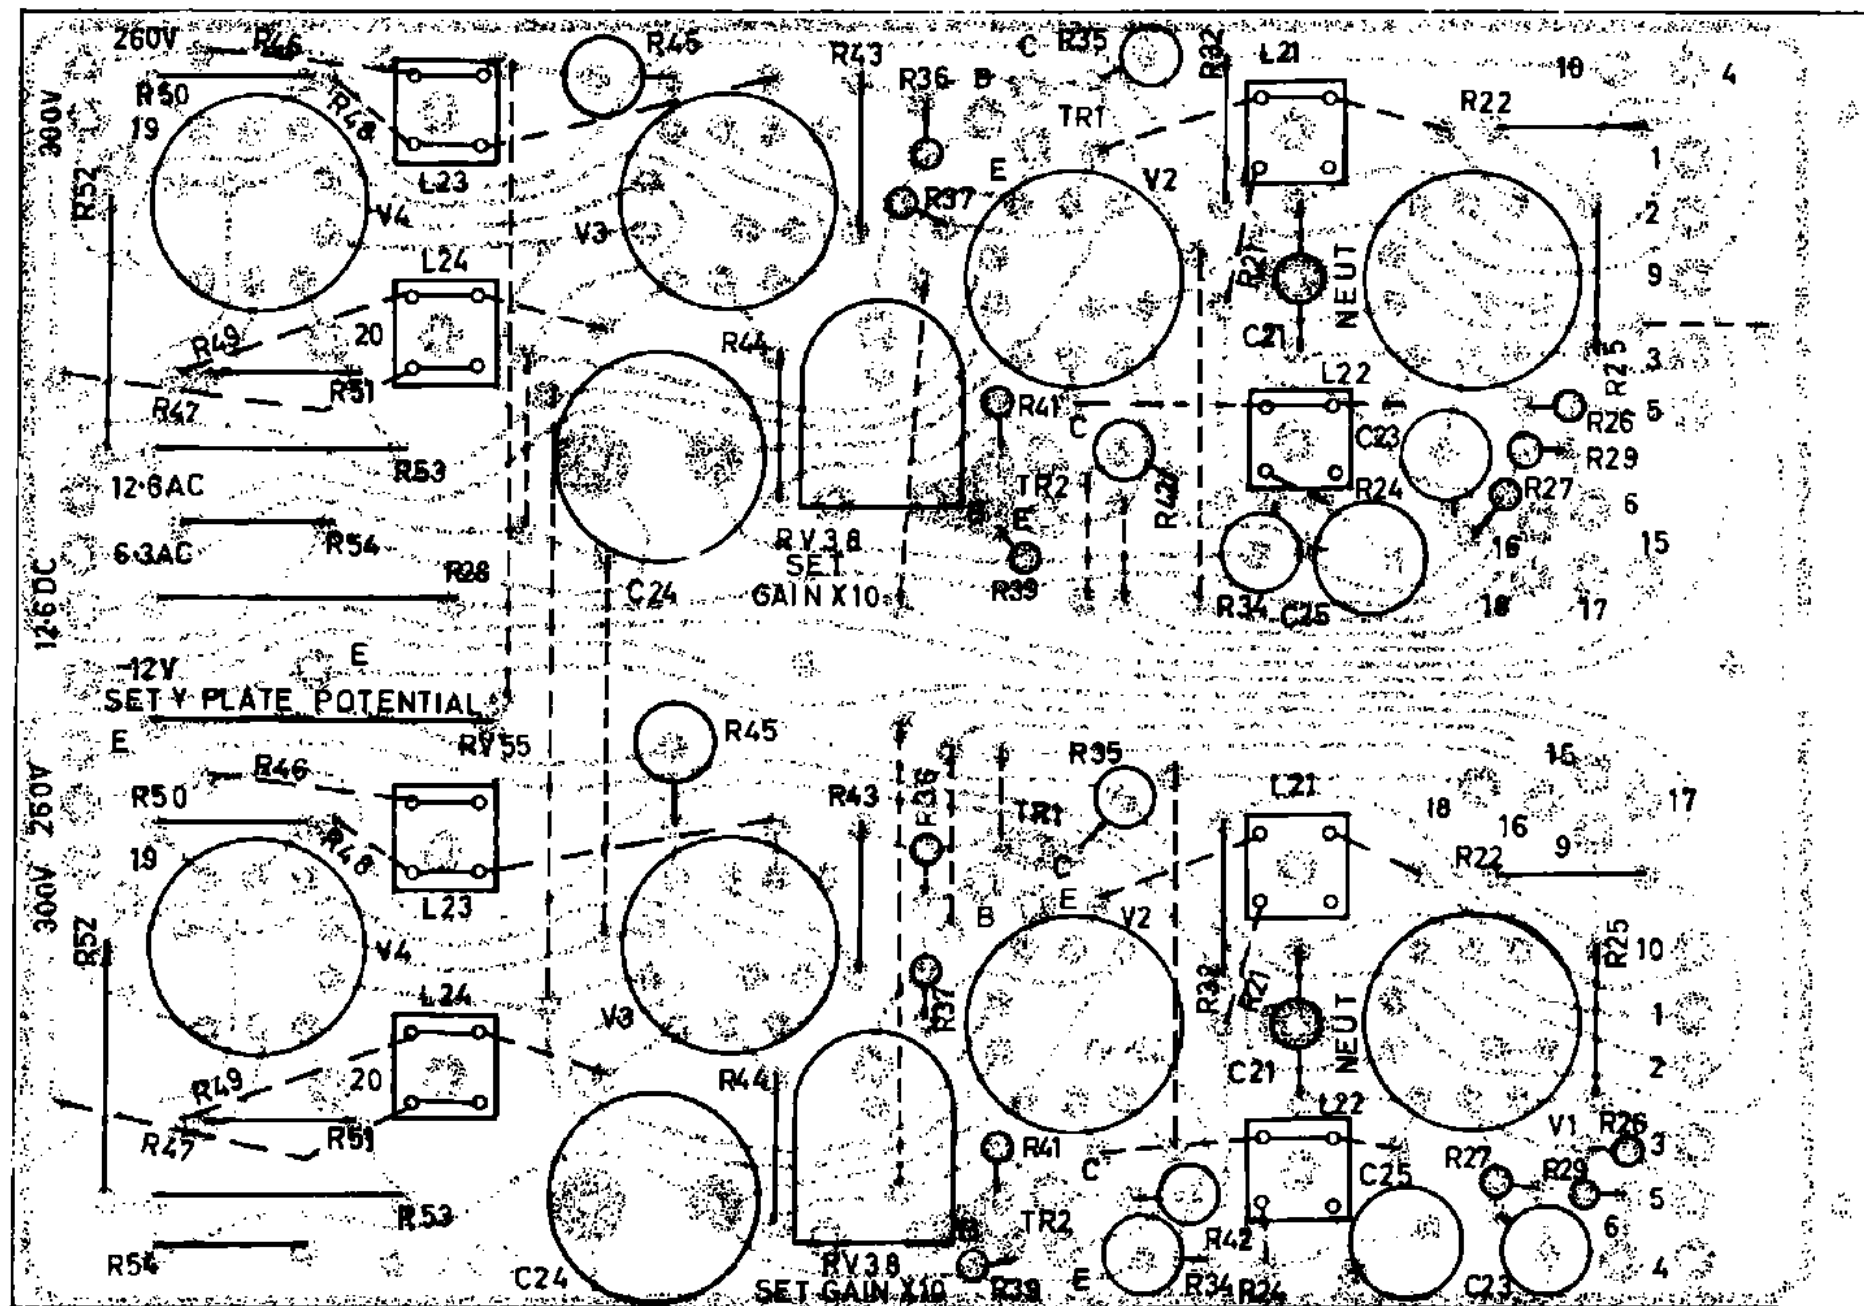 260V
R46
R45
R43
C
R35
R32
L21
10
4
R50
19
R48
300V
R36
B
TR1
R22
L23
R52
V4
V3
R37
E
V2
1
2
9
L24
R27
NEUT
C21
R49
20
R44
L22
R25
3
R47
R51
R41
C
C23
R26
5
R29
12·6AC
R53
TR2
R42
R24
R27
6
6·3AC
R54
RV38
SET
GAIN X10
E
R39
16
15
12·6DC
R28
C24
R34
C25
18
17
-12V
E
SET Y PLATE POTENTIAL
E
RV55
R45
R35
15
R46
260V
R50
R43
R36
TR1
L21
18
16
17
19
R48
C
R22
9
300V
L23
B
E
V2
R52
V4
R25
10
L24
V3
R37
R32
R21
NEUT
1
R49
20
R44
C21
2
R47
R51
R41
C
L22
V1
R26
3
C25
R27
R29
5
R53
TR2
R42
6
R54
C24
RV38
SET GAIN X10
R39
E
R34
R24
C23
4